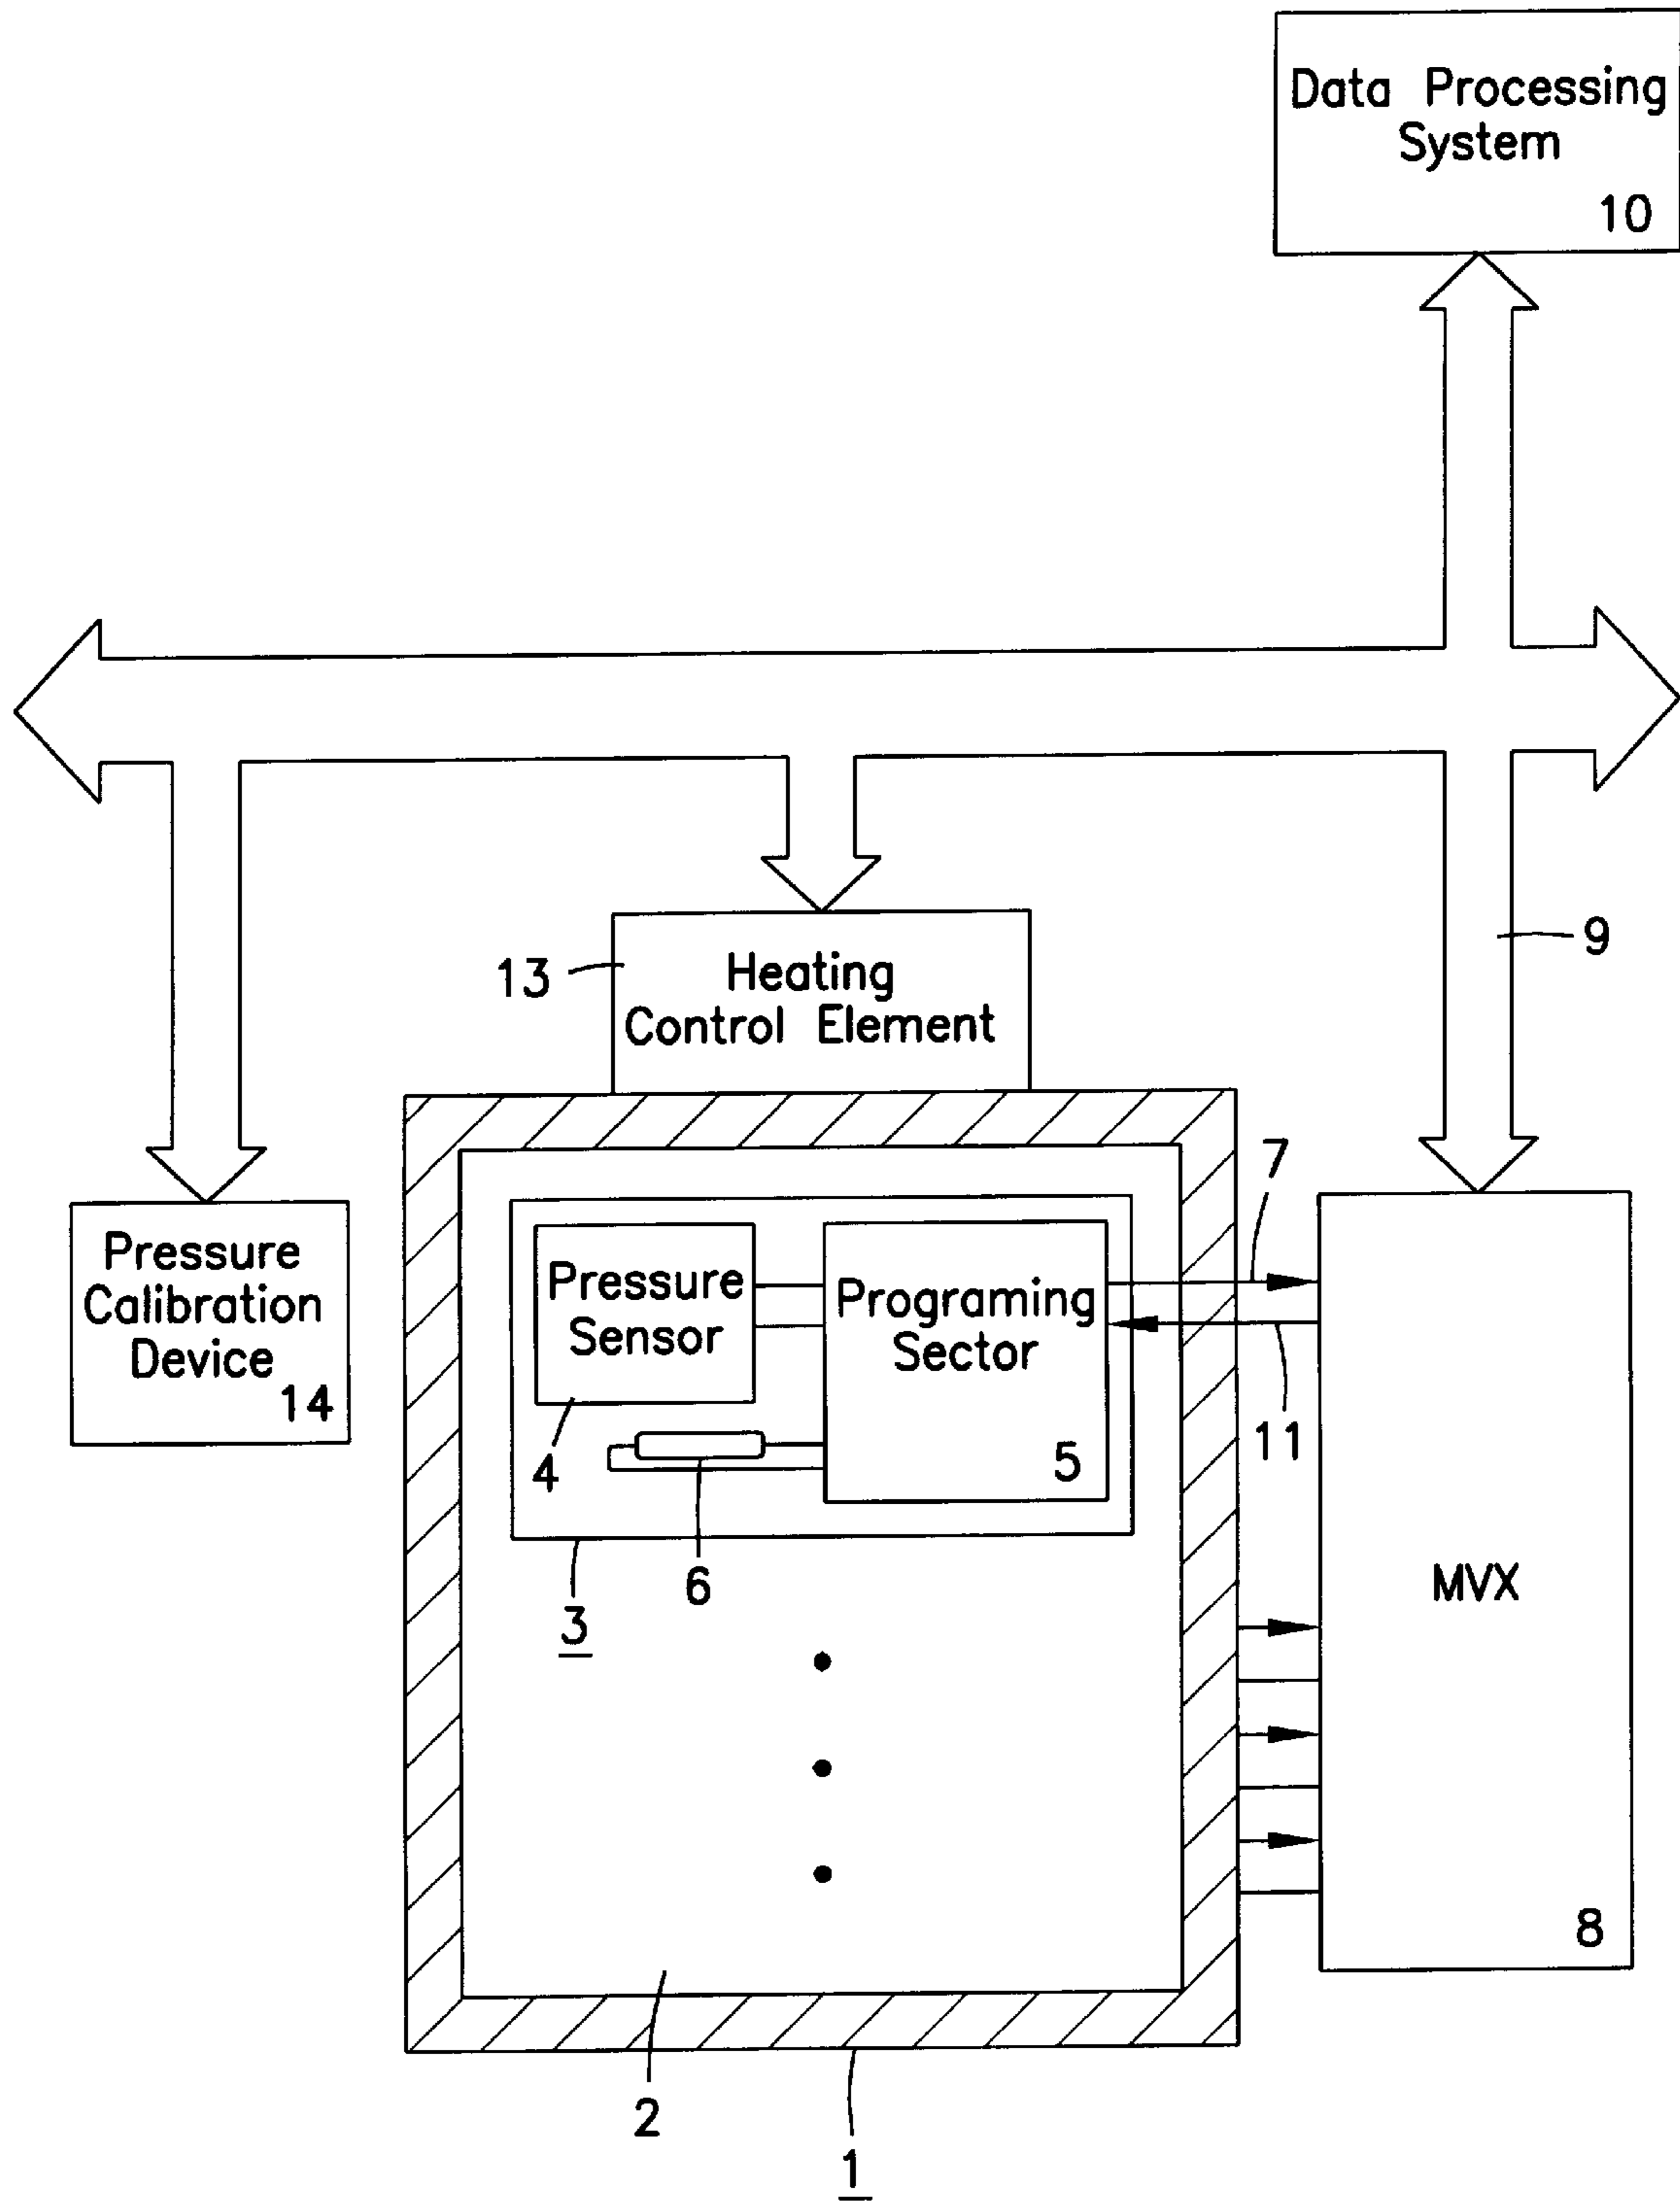 Data Processing
System
10
9
13
Heating
Control Element
7
Pressure
Calibration
Device
14
Pressure
Sensor
Programing
Sector
11
4
5
6
3
MVX
8
2
1